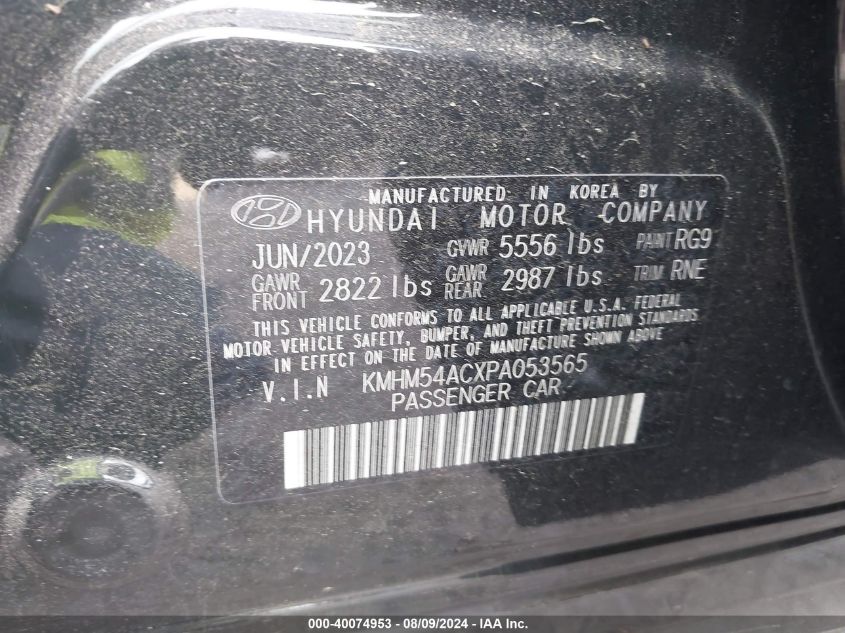 MANUFACTURED IN KOREA BY
HYUNDAI MOTOR COMPANY
JUN/2023 GVWR 5556 lbs PAINT RG9
GAWR FRONT 2822 lbs GAWR REAR 2987 lbs TRIM RNE
THIS VEHICLE CONFORMS TO ALL APPLICABLE U.S.A. FEDERAL
MOTOR VEHICLE SAFETY, BUMPER, AND THEFT PREVENTION STANDARDS
IN EFFECT ON THE DATE OF MANUFACTURE SHOWN ABOVE
V.I.N KMHM54ACXPA053565
PASSENGER CAR
000-40074953 - 08/09/2024 - IAA, Inc.